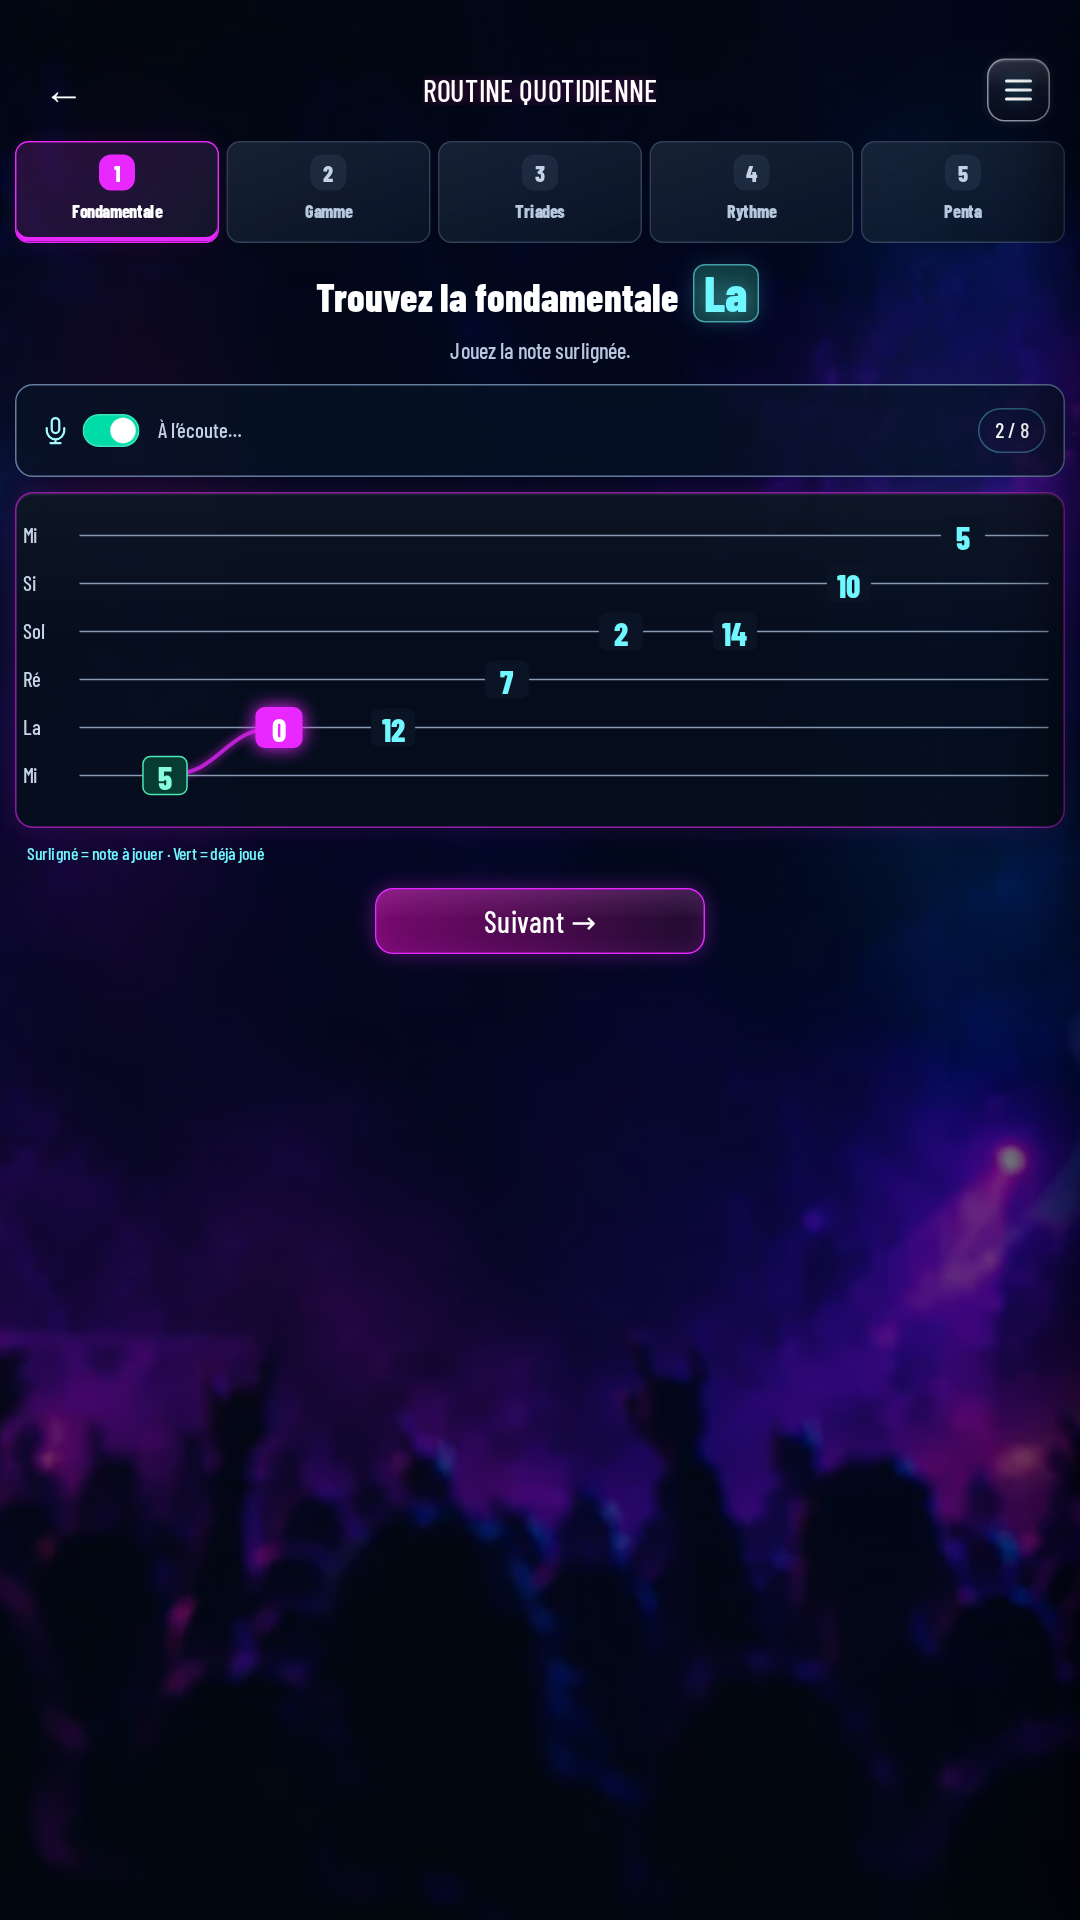 ←
ROUTINE QUOTIDIENNE
1
Fondamentale
2
Gamme
3
Triades
4
Rythme
5
Penta
Trouvez la fondamentale La
Jouez la note surlignée.
À l'écoute...
2 / 8
Mi 5
Si 10
Sol 2 14
Ré 7
La 0 12
Mi 5
Surligné = note à jouer · Vert = déjà joué
Suivant →